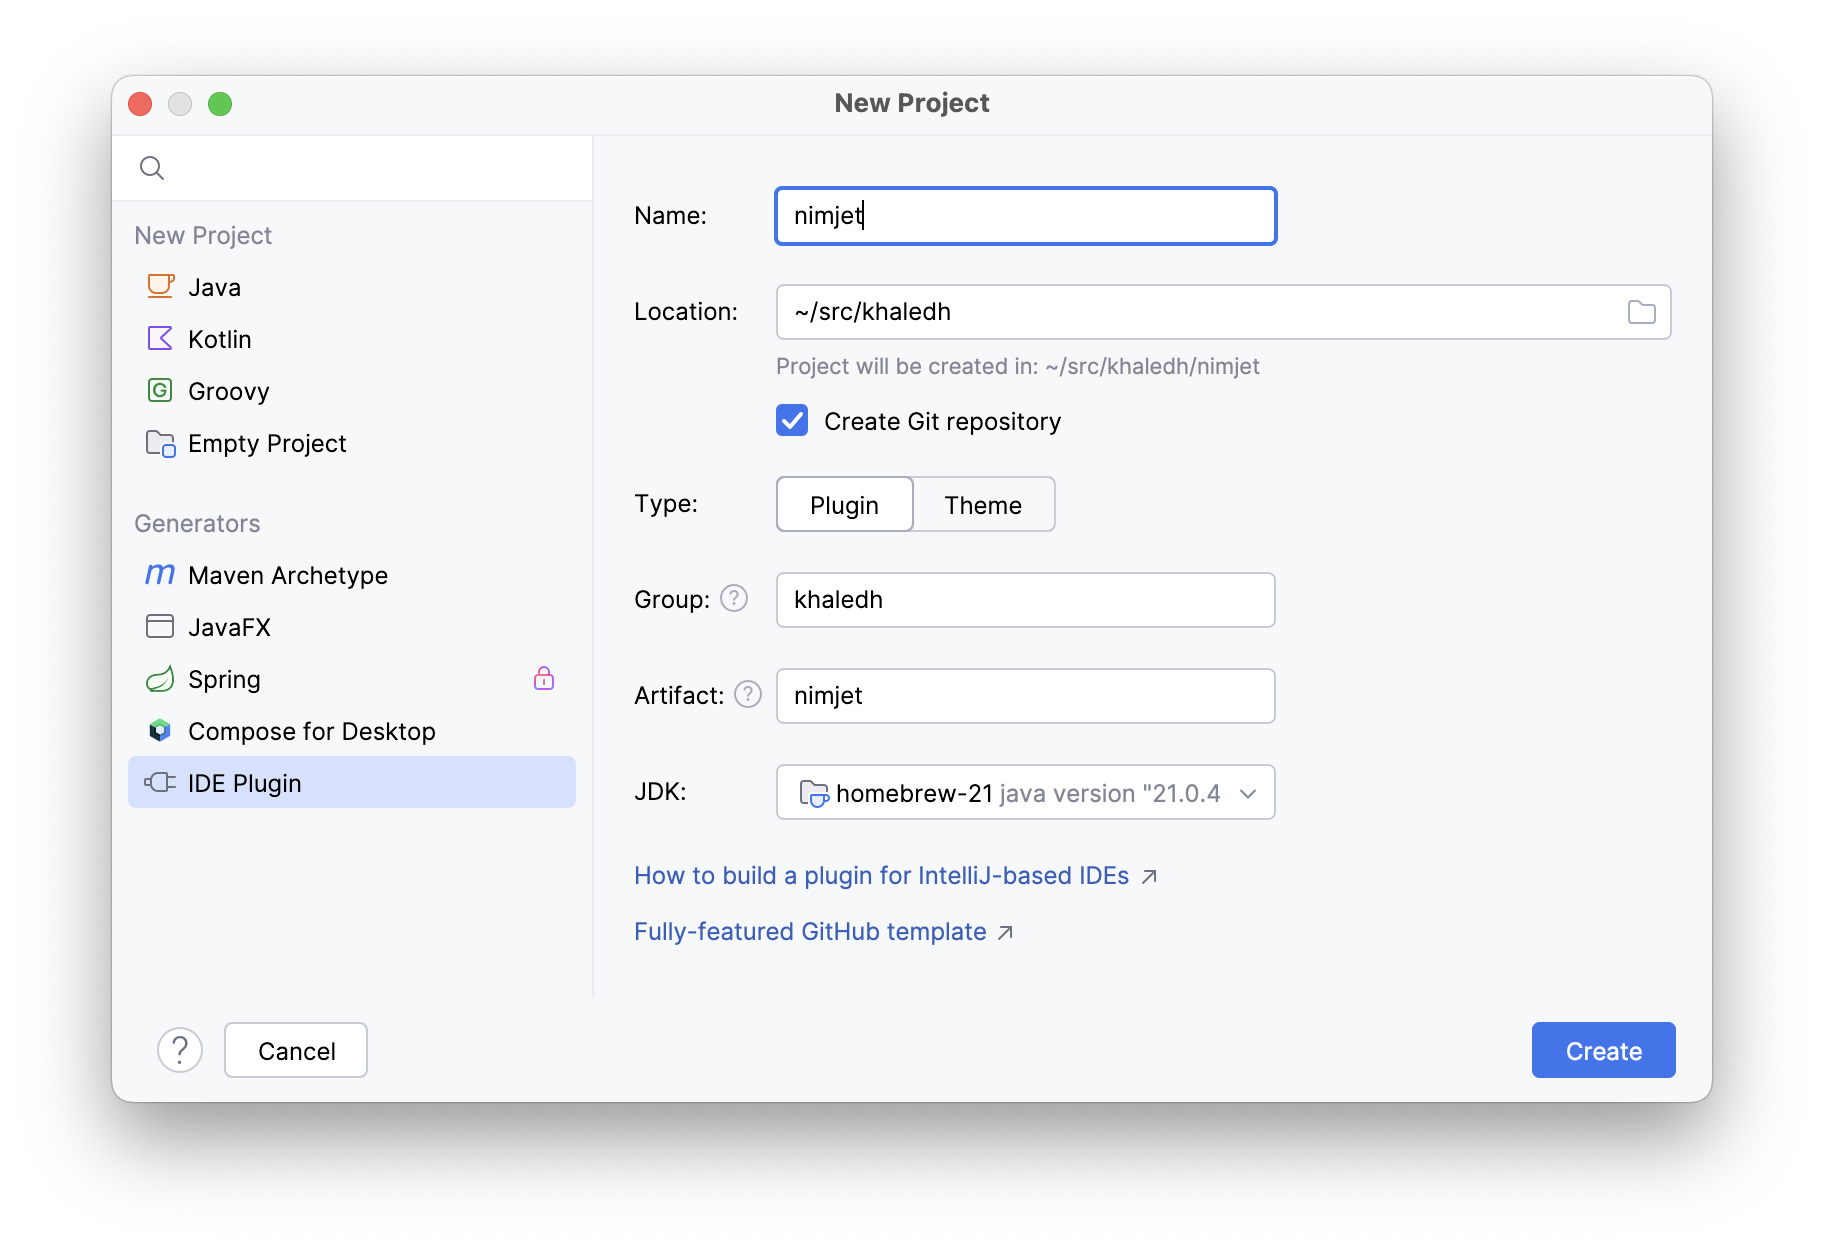 New Project
New Project
Java
Kotlin
G
Groovy
Empty Project
Generators
m
Maven Archetype
JavaFX
Spring
Compose for Desktop
IDE Plugin
Name:
nimjet
Location:
~/src/khaledh
Project will be created in: ~/src/khaledh/nimjet
Create Git repository
Type:
Plugin
Theme
Group: ?
khaledh
Artifact: ?
nimjet
JDK:
homebrew-21 java version "21.0.4
How to build a plugin for IntelliJ-based IDEs ↗
Fully-featured GitHub template ↗
?
Cancel
Create